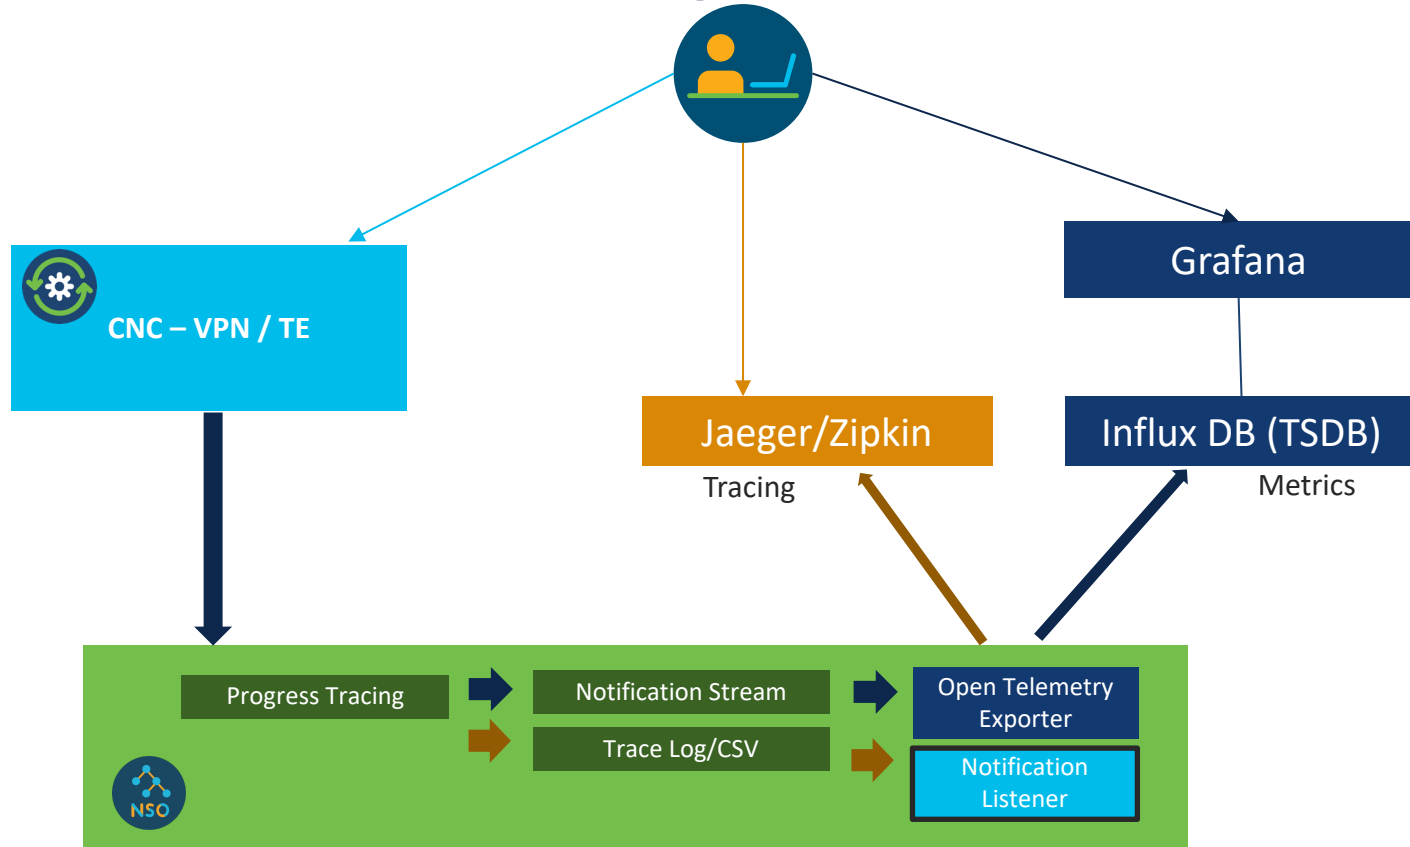 Grafana
CNC – VPN / TE
Jaeger/Zipkin
Influx DB (TSDB)
Tracing
Metrics
Progress Tracing
Notification Stream
Open Telemetry
Exporter
Trace Log/CSV
Notification
Listener
NSO